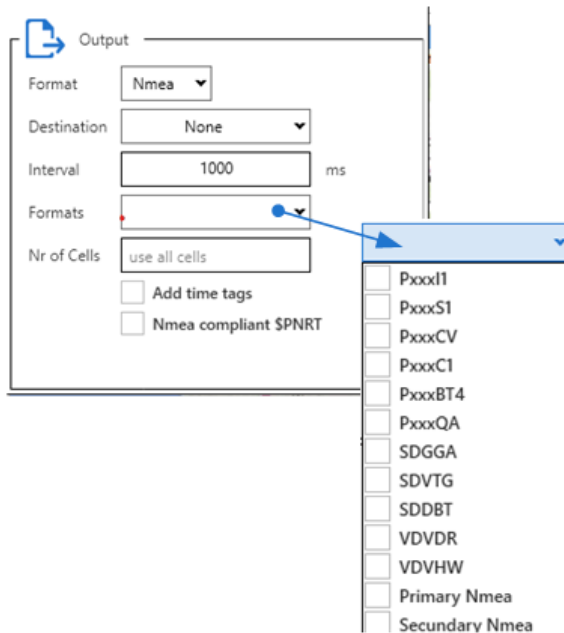 Output
Format Nmea
Destination None
Interval 1000 ms
Formats
Nr of Cells use all cells
Add time tags
Nmea compliant $PNRT
PxxxI1
PxxxS1
PxxxCV
PxxxC1
PxxxBT4
PxxxQA
SDGGA
SDVTG
SDDBT
VDVDR
VDVHW
Primary Nmea
Secundary Nmea